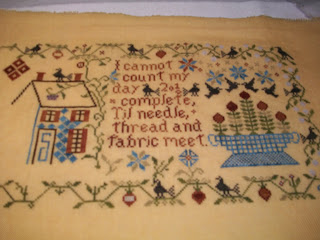 I cannot
count my
day
complete,
'Til needle,
thread and
fabric meet.